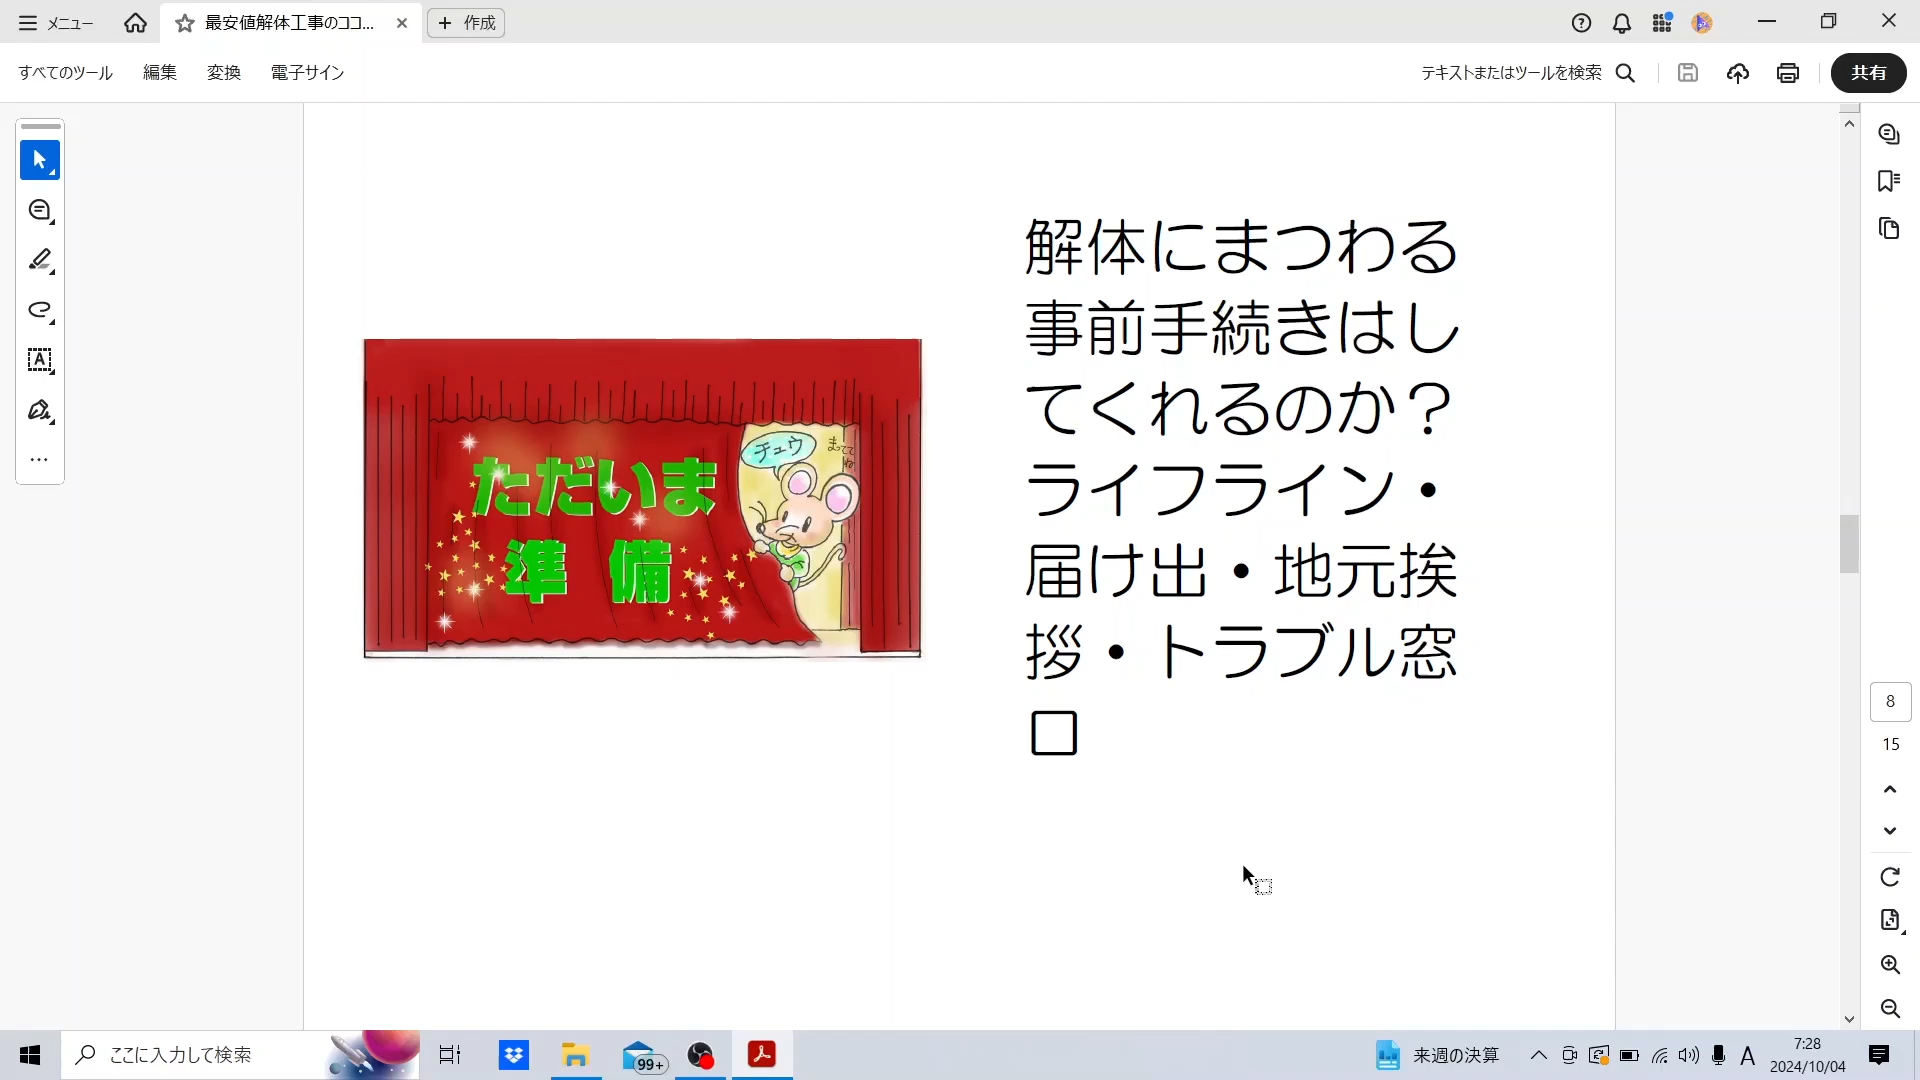 メニュー
最安値解体工事のココ...
作成
すべてのツール
編集
変換
電子サイン
テキストまたはツールを検索
共有
解体にまつわる
事前手続きはし
てくれるのか？
ライフライン・
届け出・地元挨
拶・トラブル窓
口
チュウ
まってて
ね
ただいま
準 備
8
15
ここに入力して検索
99+
来週の決算
A
7:28
2024/10/04